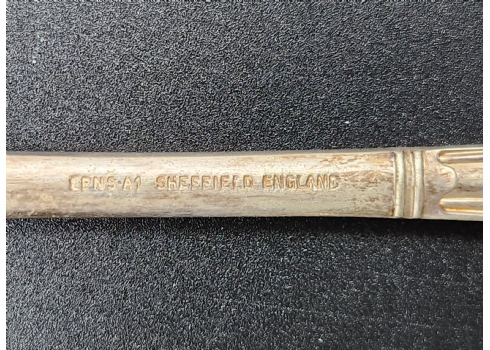 EPNS-A1 SHEFFIELD ENGLAND